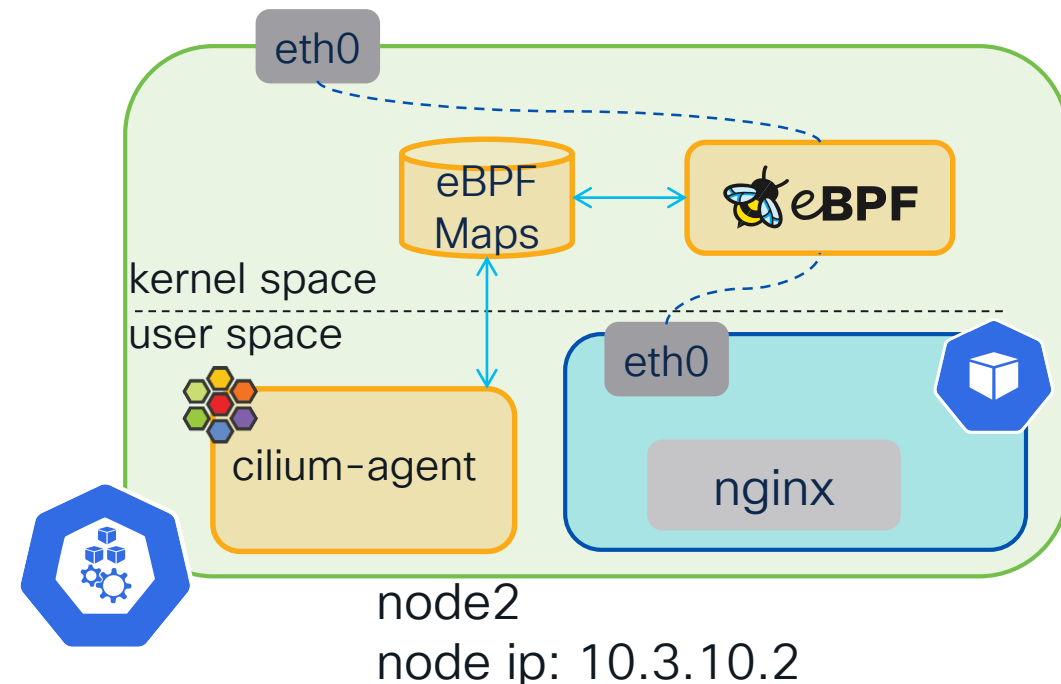 eth0
eBPF
Maps
eBPF
kernel space
user space
eth0
cilium-agent
nginx
node2
node ip: 10.3.10.2